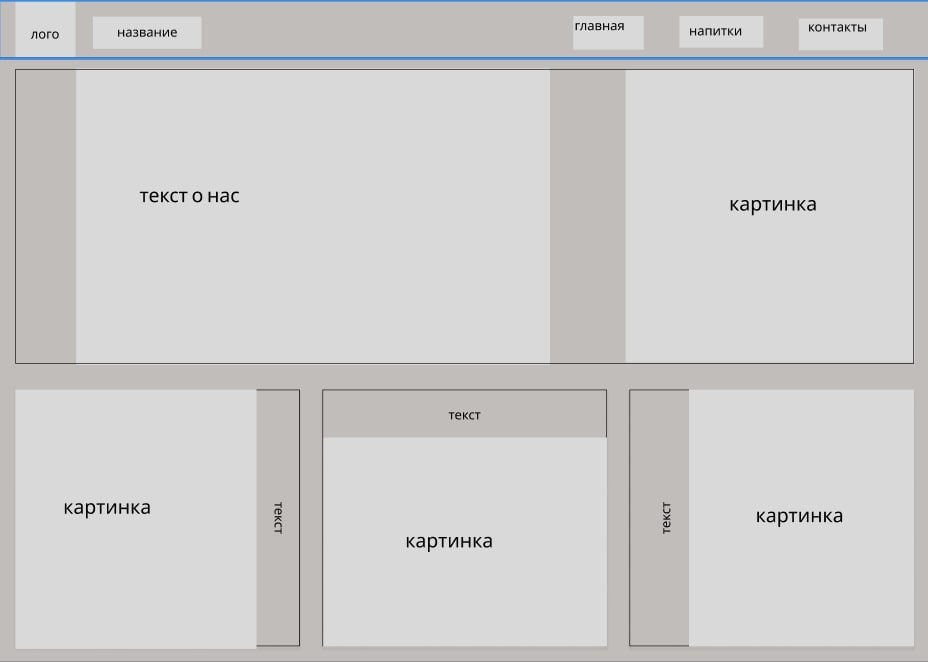 лого
название
главная
напитки
контакты
текст о нас
картинка
картинка
текст
текст
картинка
текст
картинка